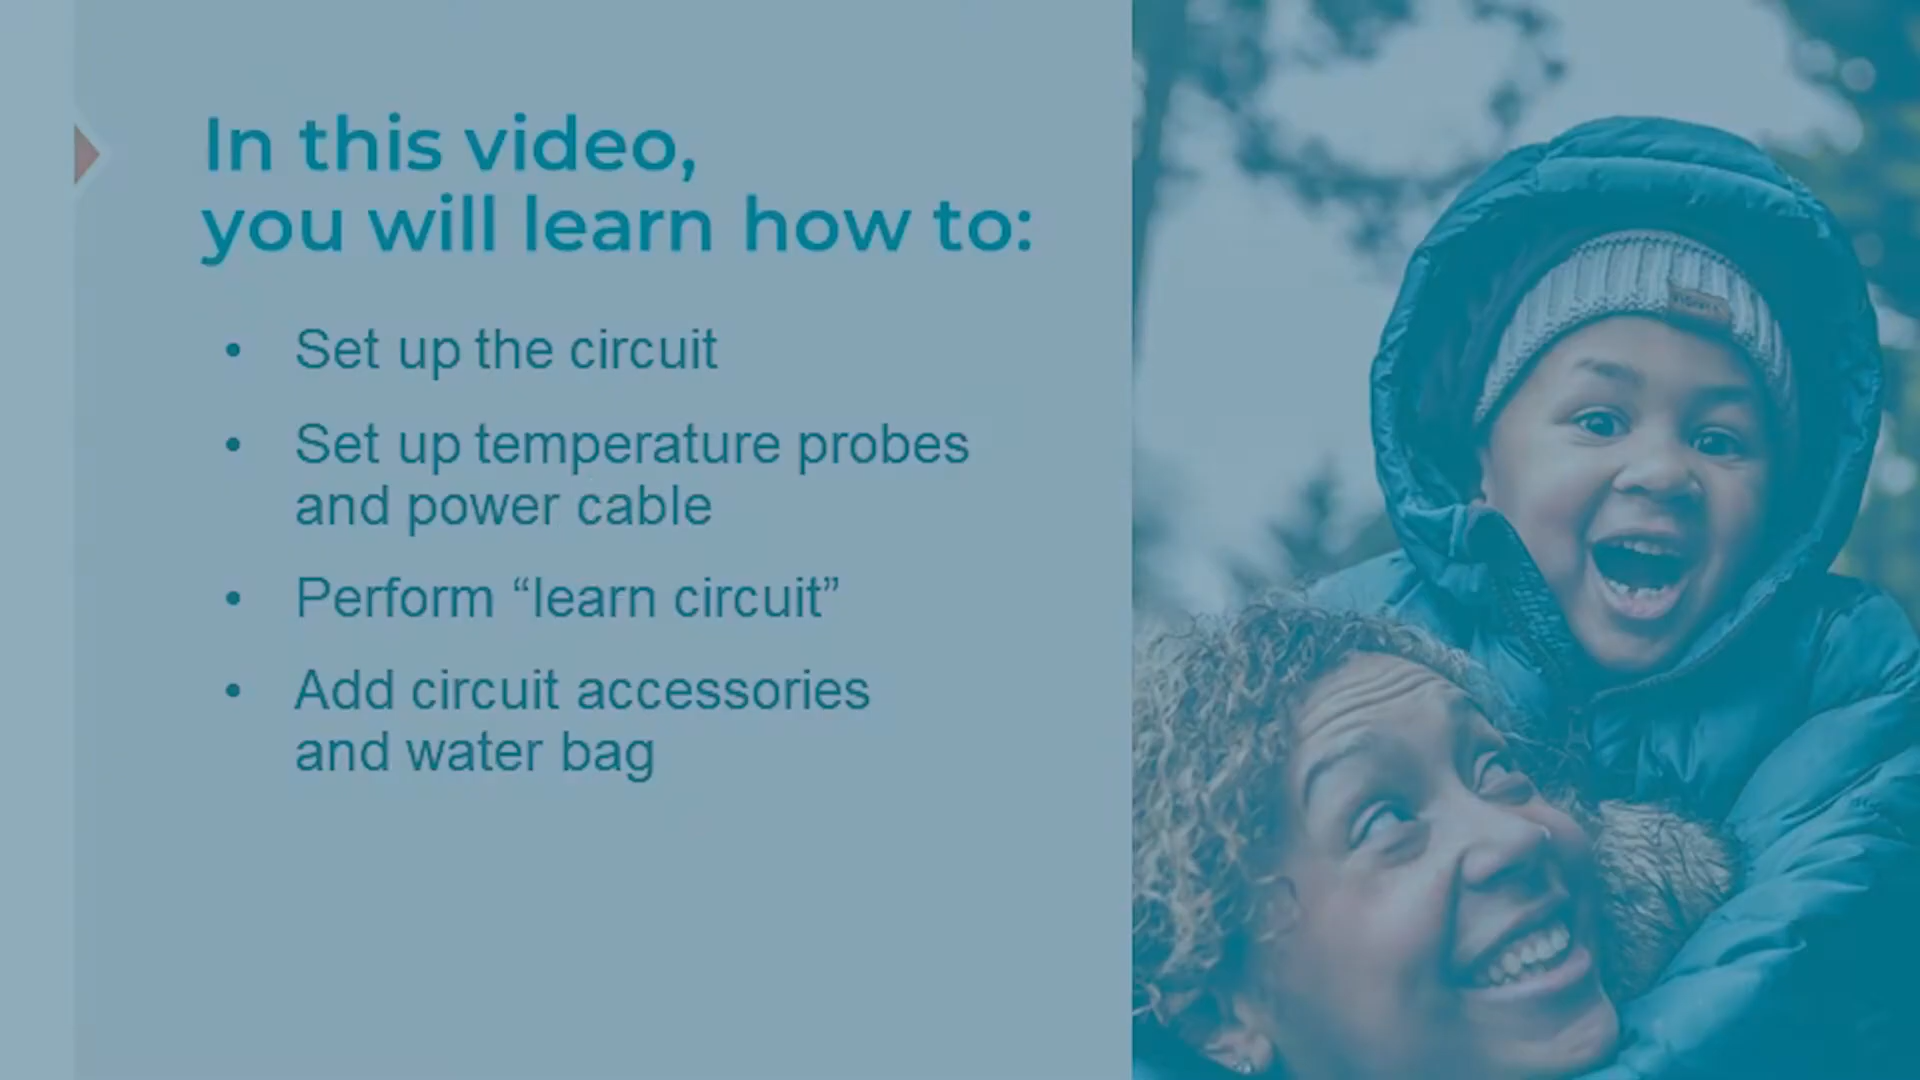 In this video,
you will learn how to:
• Set up the circuit
• Set up temperature probes
and power cable
• Perform “learn circuit”
• Add circuit accessories
and water bag